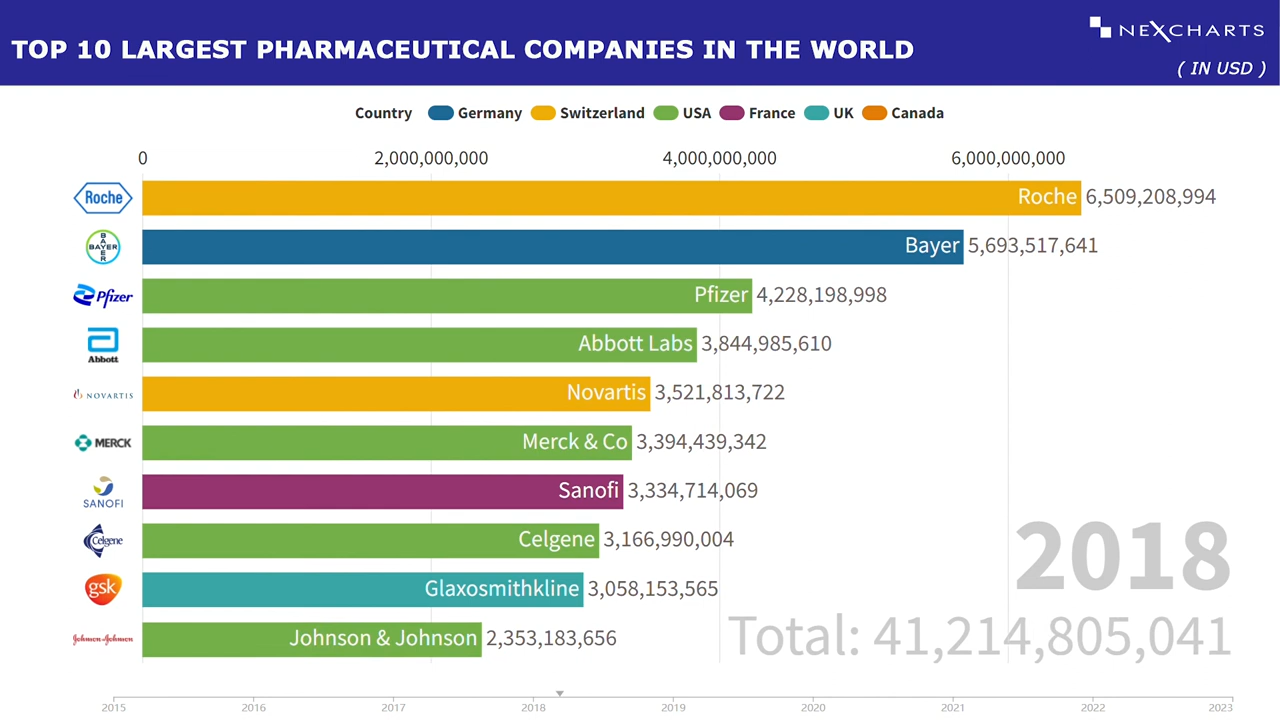 TOP 10 LARGEST PHARMACEUTICAL COMPANIES IN THE WORLD
NEXCHARTS
( IN USD )
Country Germany Switzerland USA France UK Canada
0 2,000,000,000 4,000,000,000 6,000,000,000
Roche Roche 6,509,208,994
BAYER BAYER Bayer 5,693,517,641
Pfizer Pfizer 4,228,198,998
Abbott Abbott Labs 3,844,985,610
NOVARTIS Novartis 3,521,813,722
MERCK Merck & Co 3,394,439,342
SANOFI Sanofi 3,334,714,069
Celgene Celgene 3,166,990,004
gsk Glaxosmithkline 3,058,153,565
Johnson & Johnson Johnson & Johnson 2,353,183,656
2018
Total: 41,214,805,041
2015 2016 2017 2018 2019 2020 2021 2022 2023